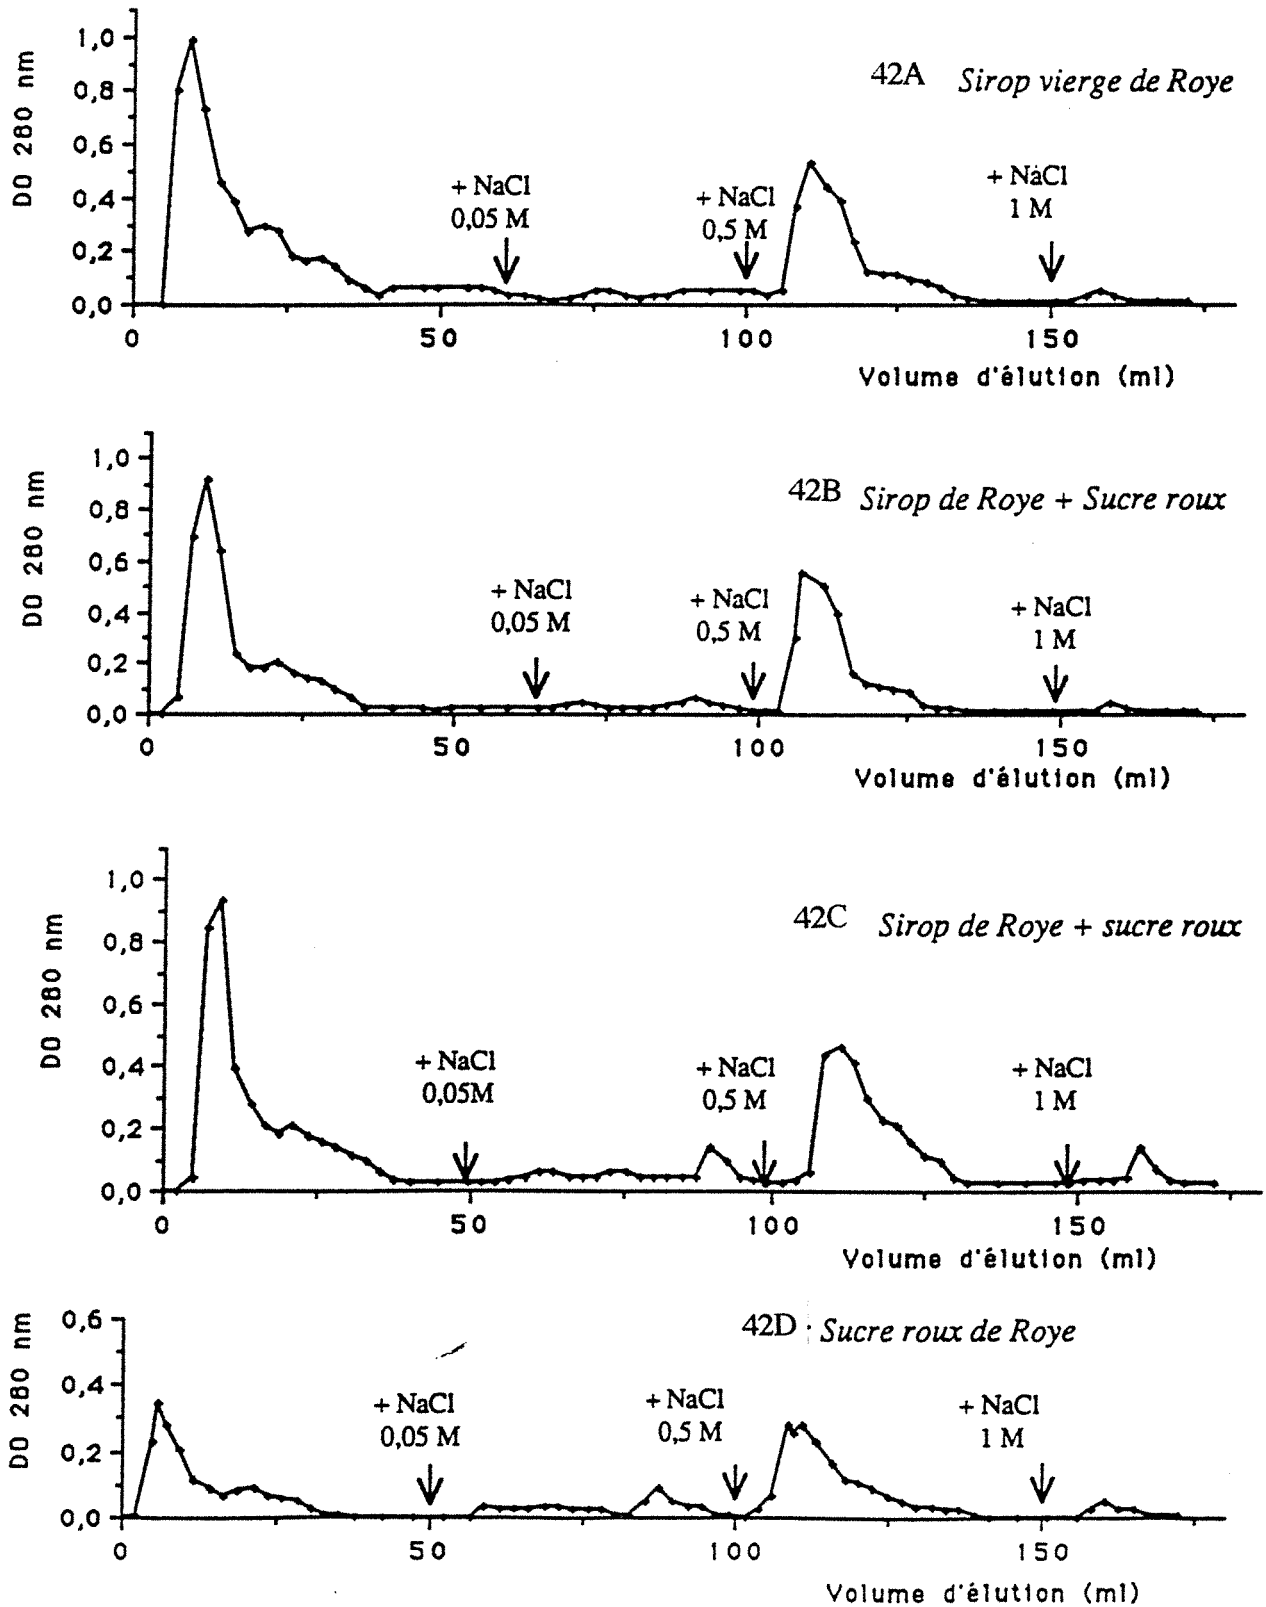 42A Sirop vierge de Roye
DO 280 nm
1,0
0,8
0,6
0,4
0,2
0,0
+ NaCl
0,05 M
+ NaCl
0,5 M
+ NaCl
1 M
0 50 100 150
Volume d'élution (ml)
42B Sirop de Roye + Sucre roux
DO 280 nm
1,0
0,8
0,6
0,4
0,2
0,0
+ NaCl
0,05 M
+ NaCl
0,5 M
+ NaCl
1 M
0 50 100 150
Volume d'élution (ml)
42C Sirop de Roye + sucre roux
DO 280 nm
1,0
0,8
0,6
0,4
0,2
0,0
+ NaCl
0,05M
+ NaCl
0,5 M
+ NaCl
1 M
0 50 100 150
Volume d'élution (ml)
42D Sucre roux de Roye
DO 280 nm
0,6
0,4
0,2
0,0
+ NaCl
0,05 M
+ NaCl
0,5 M
+ NaCl
1 M
0 50 100 150
Volume d'élution (ml)